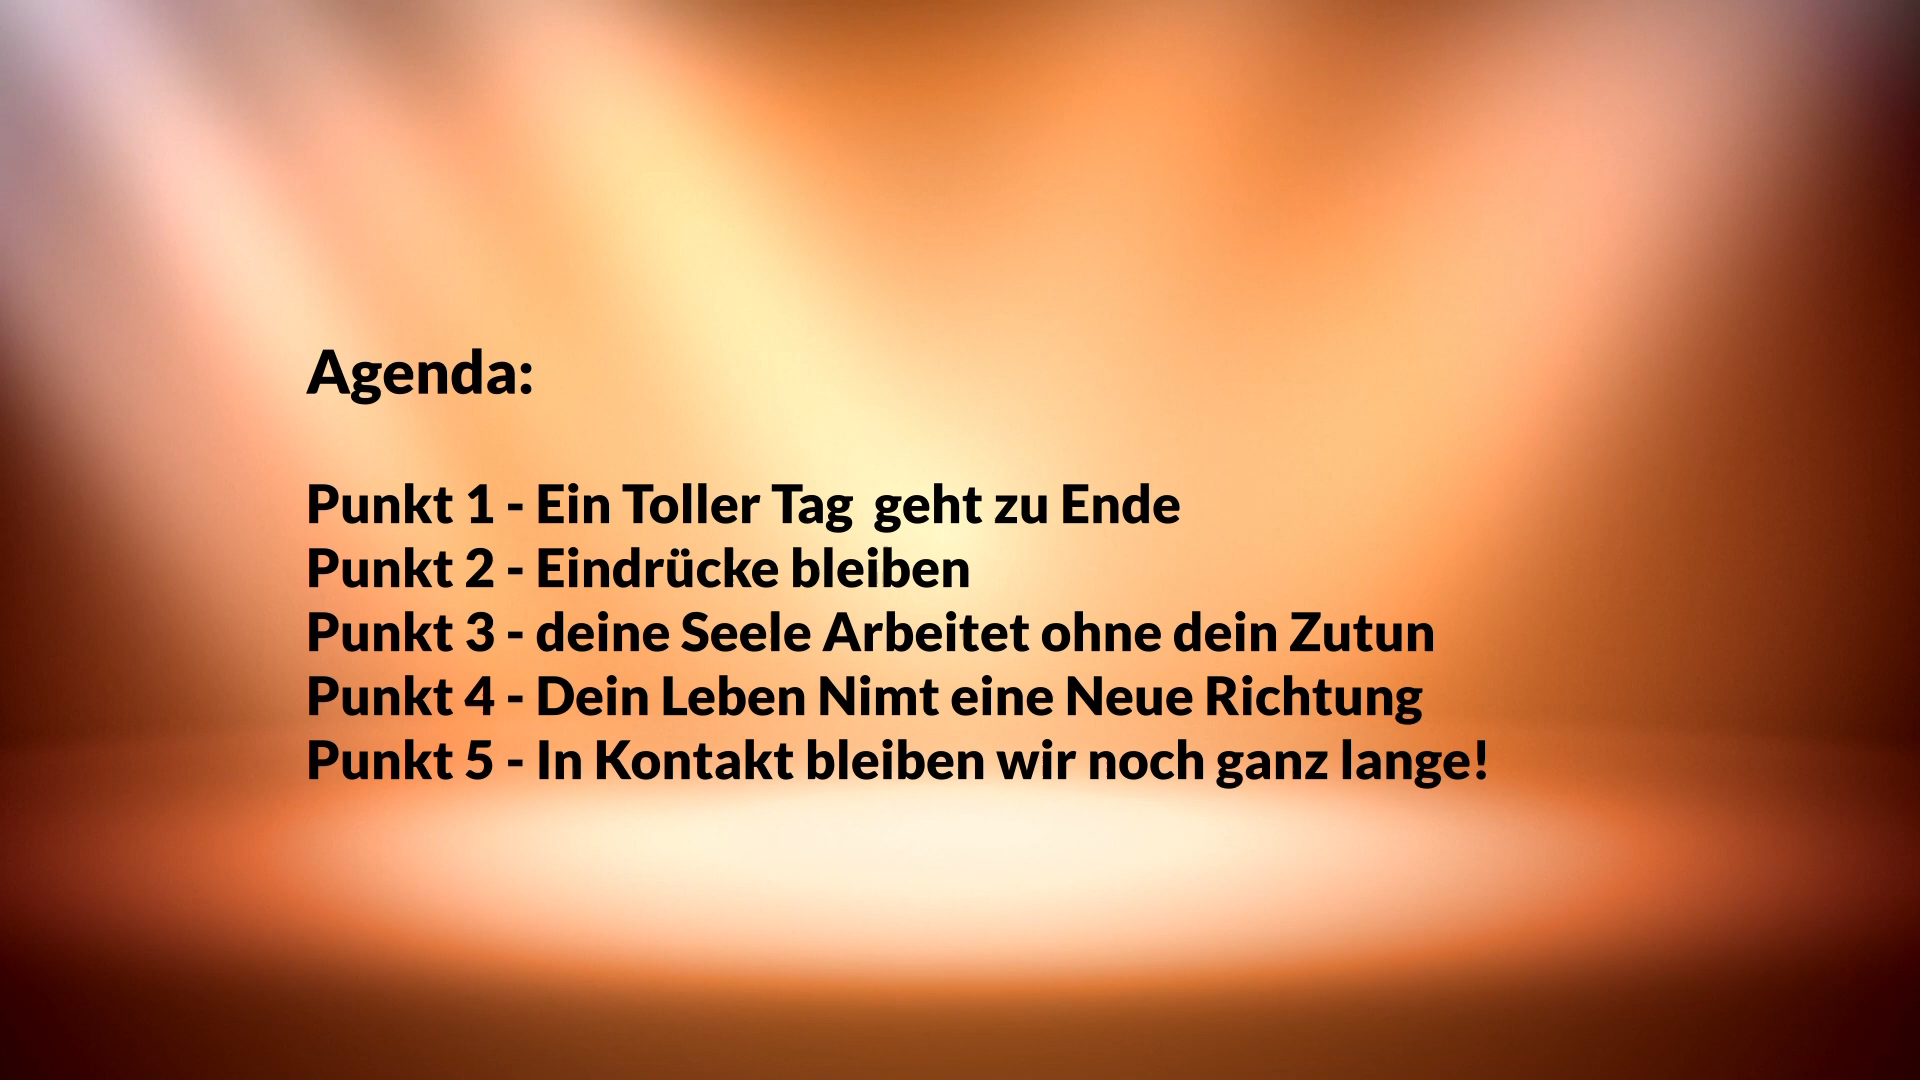 Agenda:
Punkt 1 - Ein Toller Tag  geht zu Ende
Punkt 2 - Eindrücke bleiben
Punkt 3 - deine Seele Arbeitet ohne dein Zutun
Punkt 4 - Dein Leben Nimt eine Neue Richtung
Punkt 5 - In Kontakt bleiben wir noch ganz lange!